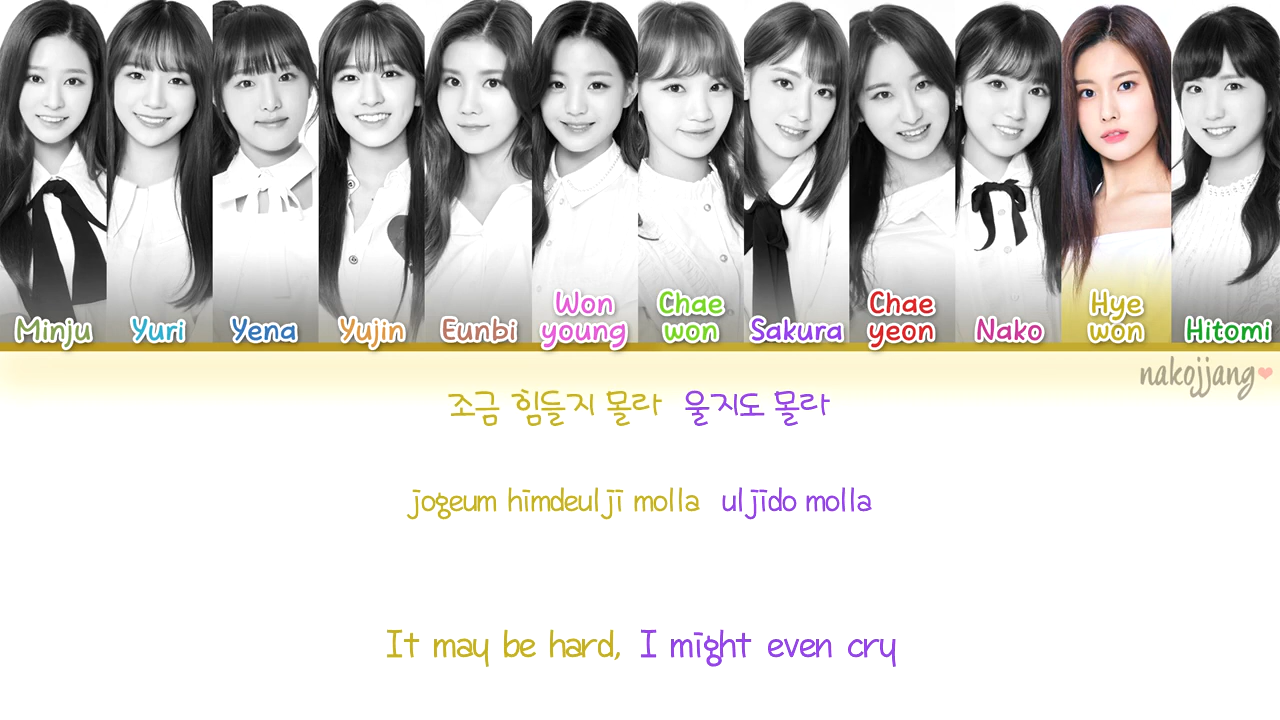 Minju Yuri Yena Yujin Eunbi Won young Chae won Sakura Chae yeon Nako Hye won Hitomi
nakojjang
조금 힘들지 몰라 울지도 몰라
jogeum himdeulji molla uljido molla
It may be hard, I might even cry